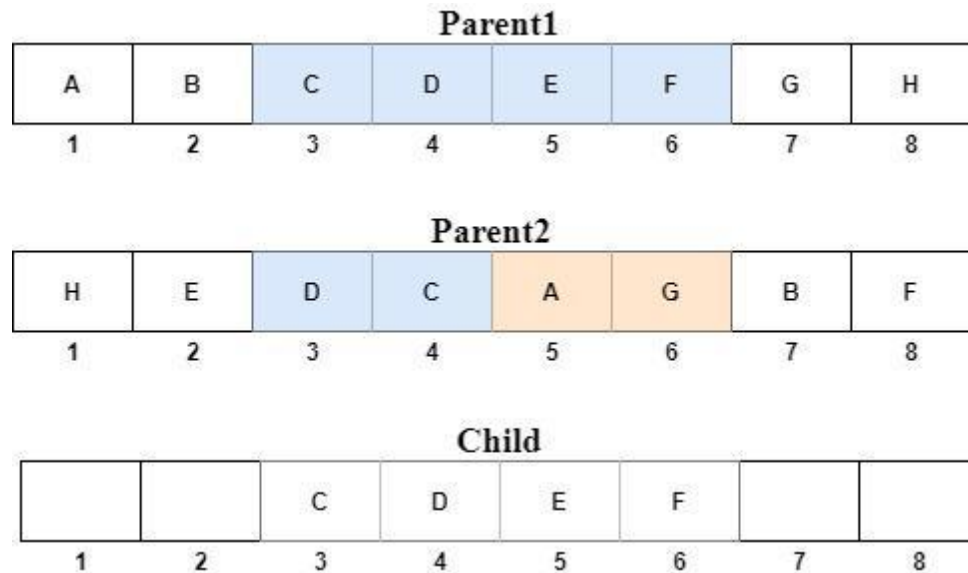 Parent1
A B C D E F G H
1 2 3 4 5 6 7 8
Parent2
H E D C A G B F
1 2 3 4 5 6 7 8
Child
C D E F
1 2 3 4 5 6 7 8